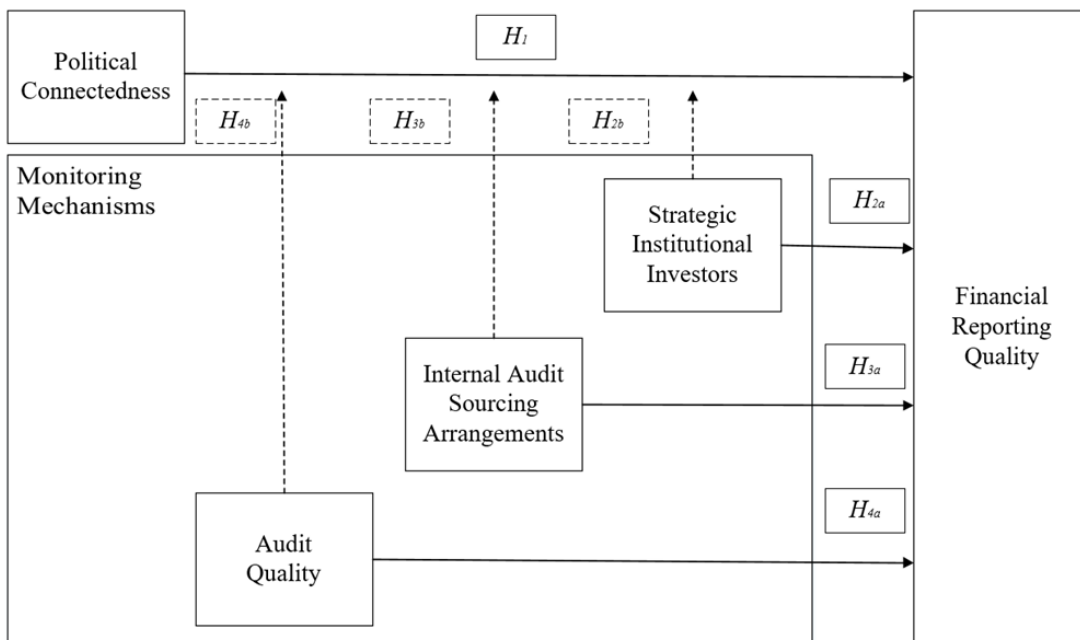 H1
Political
Connectedness
H4b
H3b
H2b
Monitoring
Mechanisms
Strategic
Institutional
Investors
H2a
Financial
Reporting
Quality
Internal Audit
Sourcing
Arrangements
H3a
Audit
Quality
H4a